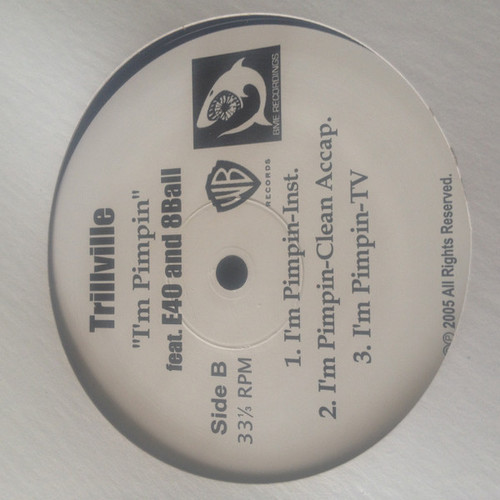 Trillville
"I'm Pimpin"
feat. E40 and 8Ball
Side B
33⅓ RPM
WB
RECORDS
BME RECORDINGS
1. I'm Pimpin-Inst.
2. I'm Pimpin-Clean Accap.
3. I'm Pimpin-TV
©℗ 2005 All Rights Reserved.